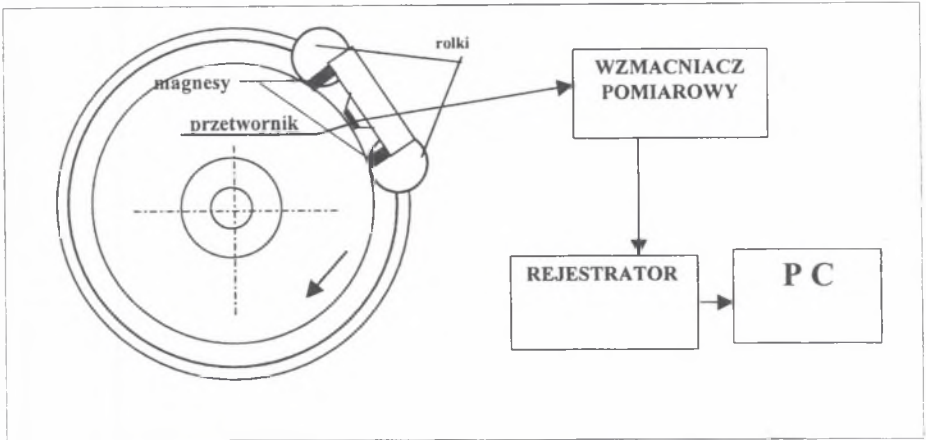 rolki
magnesy
przetwornik
WZMACNIACZ
POMIAROWY
REJESTRATOR
P C